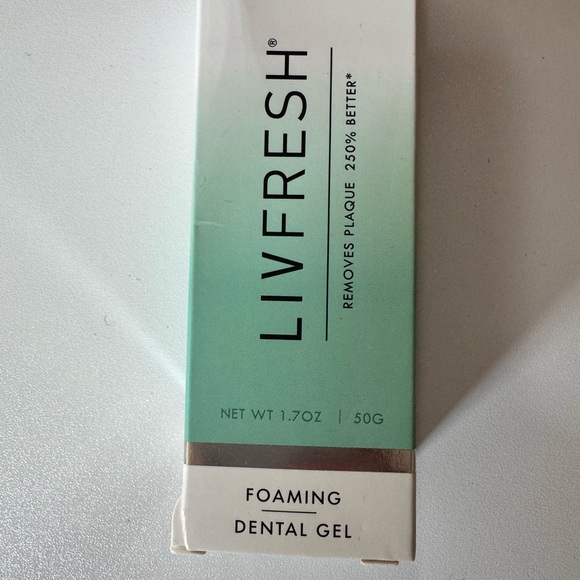 LIVFRESH®
REMOVES PLAQUE 250% BETTER*
NET WT 1.7OZ | 50G
FOAMING
DENTAL GEL